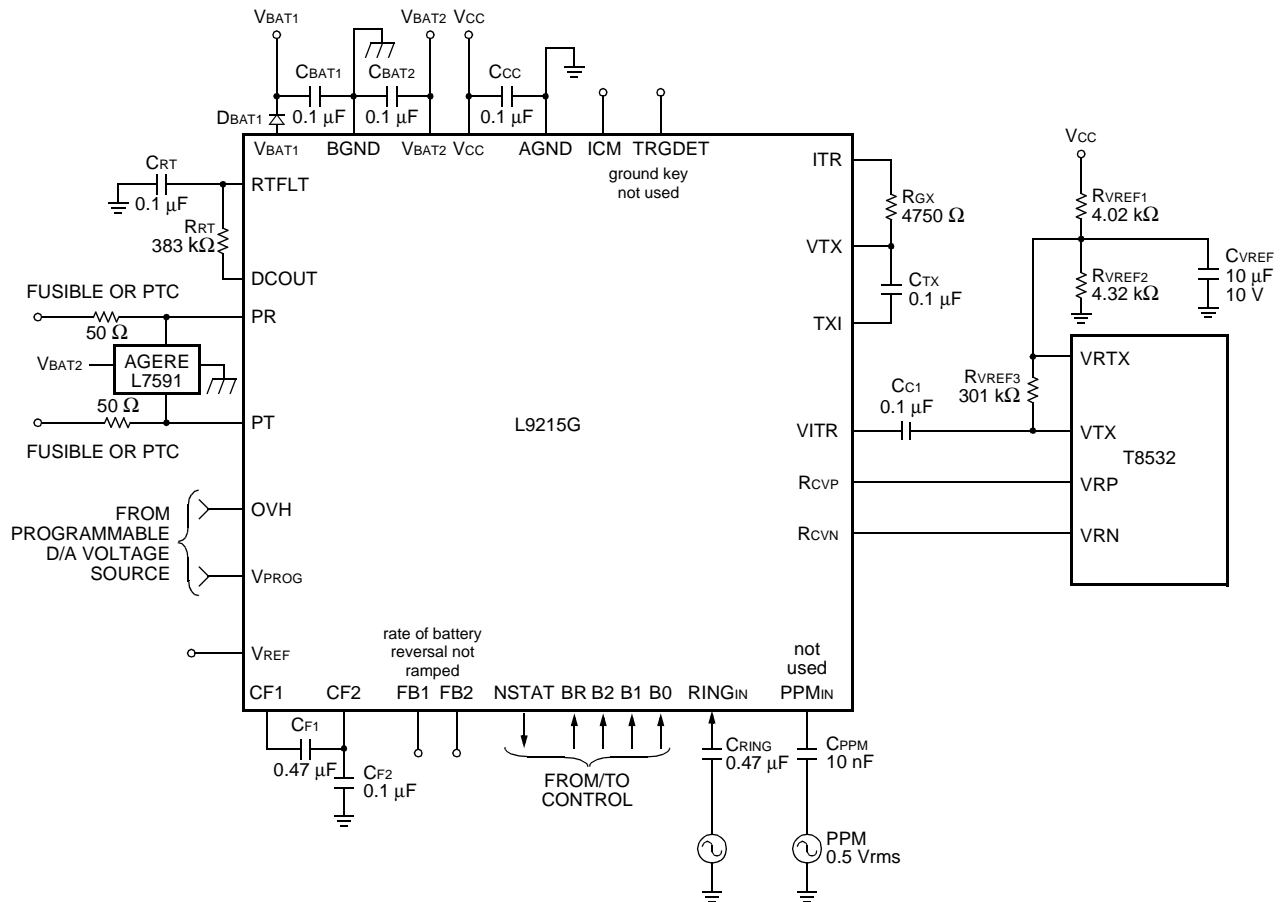 VBAT1
VBAT2
VCC
CBAT1
0.1 µF
CBAT2
0.1 µF
CCC
0.1 µF
DBAT1
VBAT1
BGND
VBAT2
VCC
AGND
ICM
TRGDET
ground key
not used
CRT
0.1 µF
RTFLT
RRT
383 kΩ
DCOUT
FUSIBLE OR PTC
50 Ω
PR
VBAT2
AGERE
L7591
50 Ω
PT
FUSIBLE OR PTC
FROM
PROGRAMMABLE
D/A VOLTAGE
SOURCE
OVH
VPROG
VREF
L9215G
ITR
RGX
4750 Ω
VTX
CTX
0.1 µF
TXI
VCC
RVREF1
4.02 kΩ
RVREF2
4.32 kΩ
CVREF
10 µF
10 V
RVREF3
301 kΩ
CC1
0.1 µF
VITR
RCVP
RCVN
VRTX
VTX
T8532
VRP
VRN
rate of battery
reversal not
ramped
not
used
CF1
CF2
FB1
FB2
NSTAT
BR
B2
B1
B0
RINGIN
PPMIN
CF1
0.47 µF
CF2
0.1 µF
FROM/TO
CONTROL
CRING
0.47 µF
CPPM
10 nF
PPM
0.5 Vrms